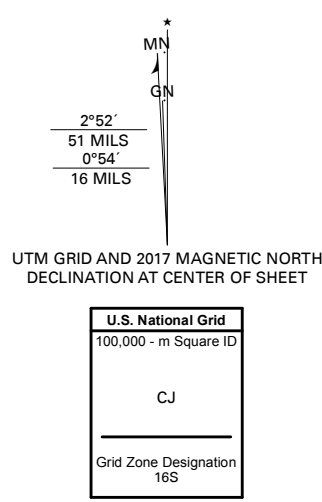 MN
GN
2°52´
51 MILS
0°54´
16 MILS
UTM GRID AND 2017 MAGNETIC NORTH
DECLINATION AT CENTER OF SHEET
U.S. National Grid
100,000 - m Square ID
CJ
Grid Zone Designation
16S